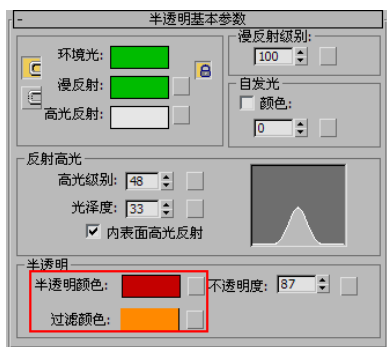 - 半透明基本参数
环境光:
漫反射:
高光反射:
漫反射级别:
100
自发光
颜色:
0
反射高光
高光级别: 48
光泽度: 33
内表面高光反射
半透明
半透明颜色:
不透明度: 87
过滤颜色: